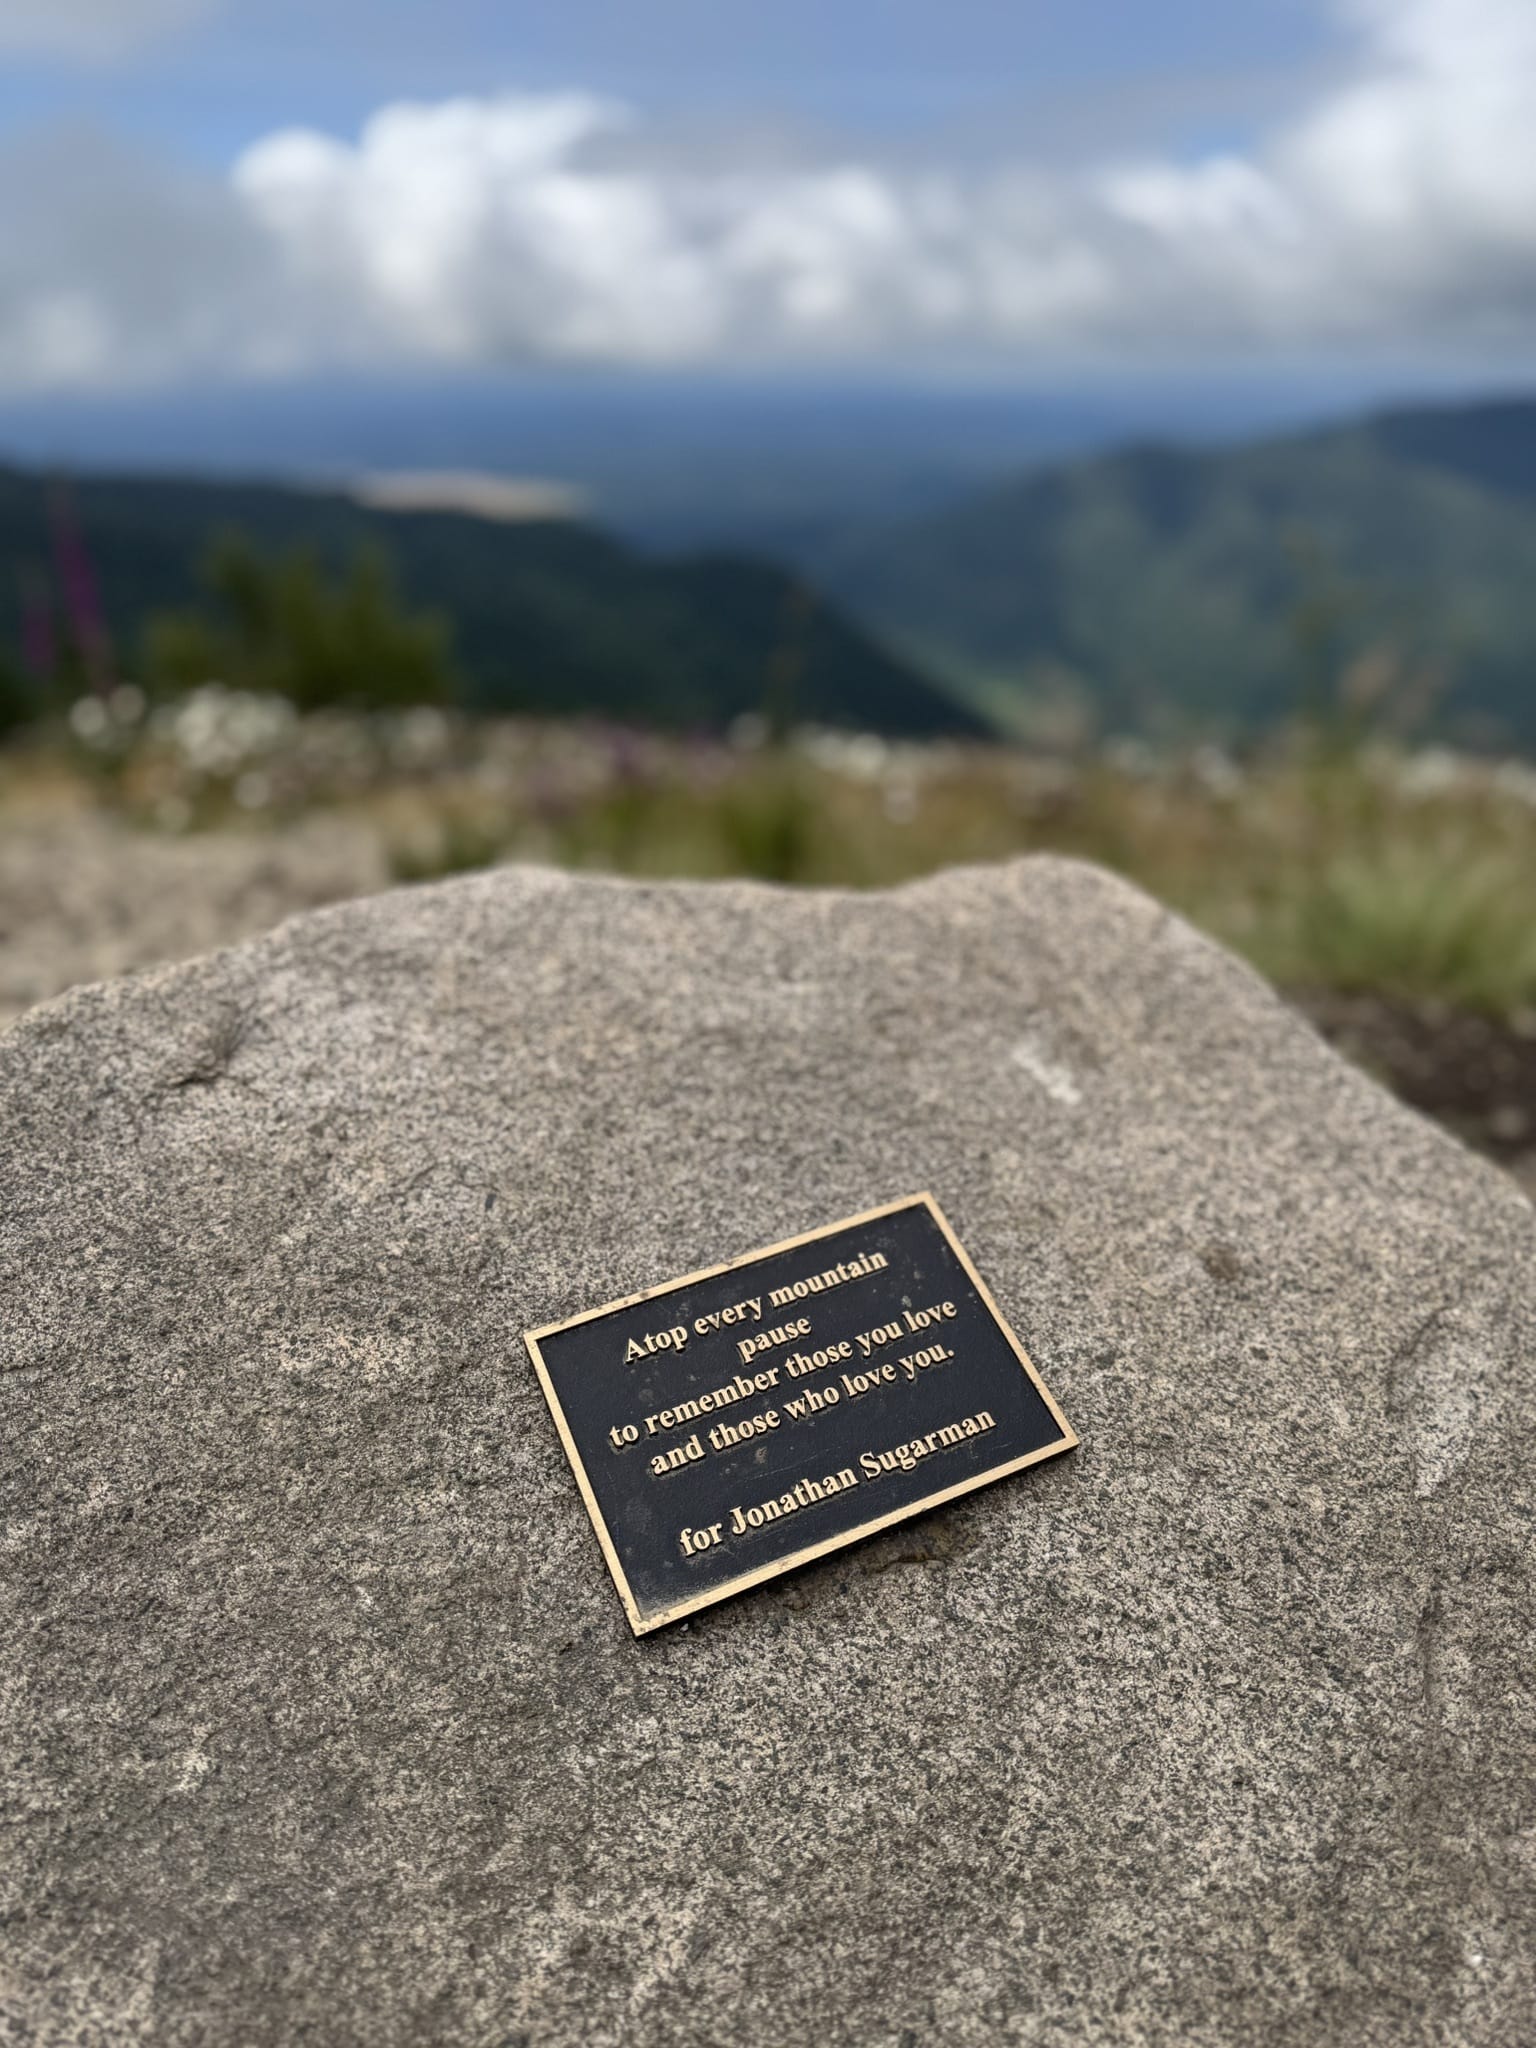 Atop every mountain
pause
to remember those you love
and those who love you.
for Jonathan Sugarman